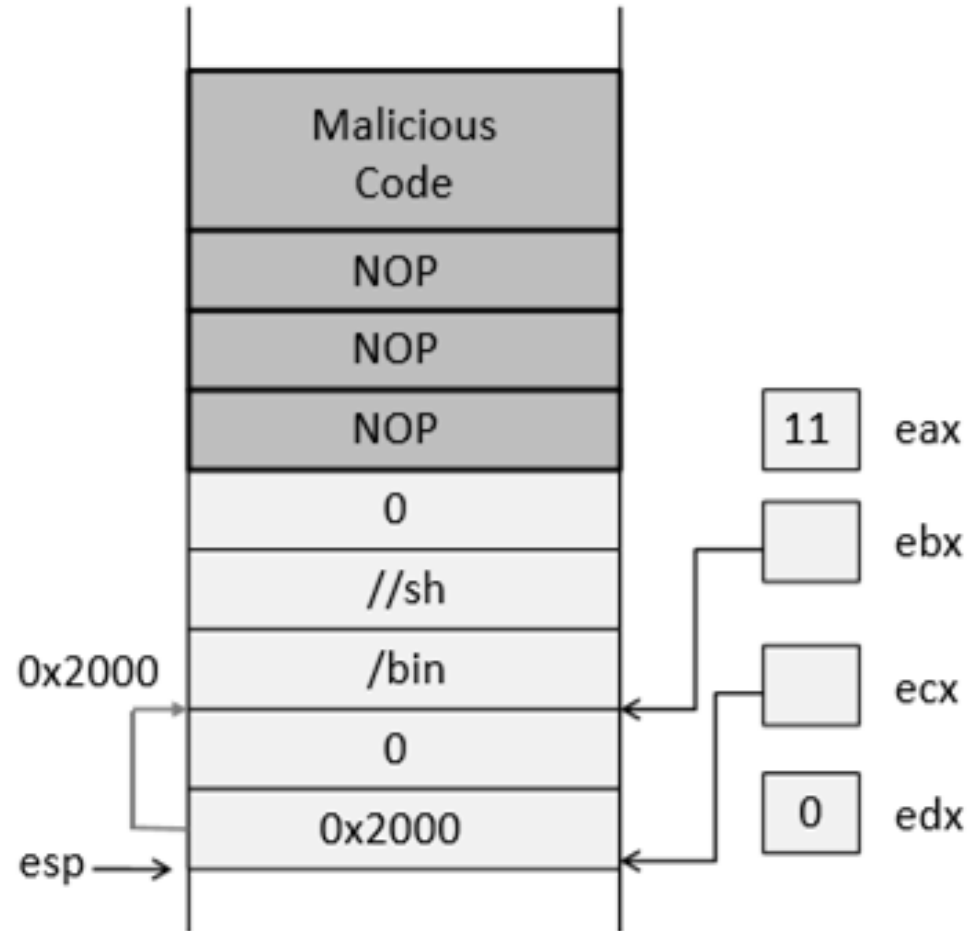 Malicious
Code
NOP
NOP
NOP
11 eax
0
ebx
//sh
0x2000
/bin
ecx
0
0 edx
0x2000
esp